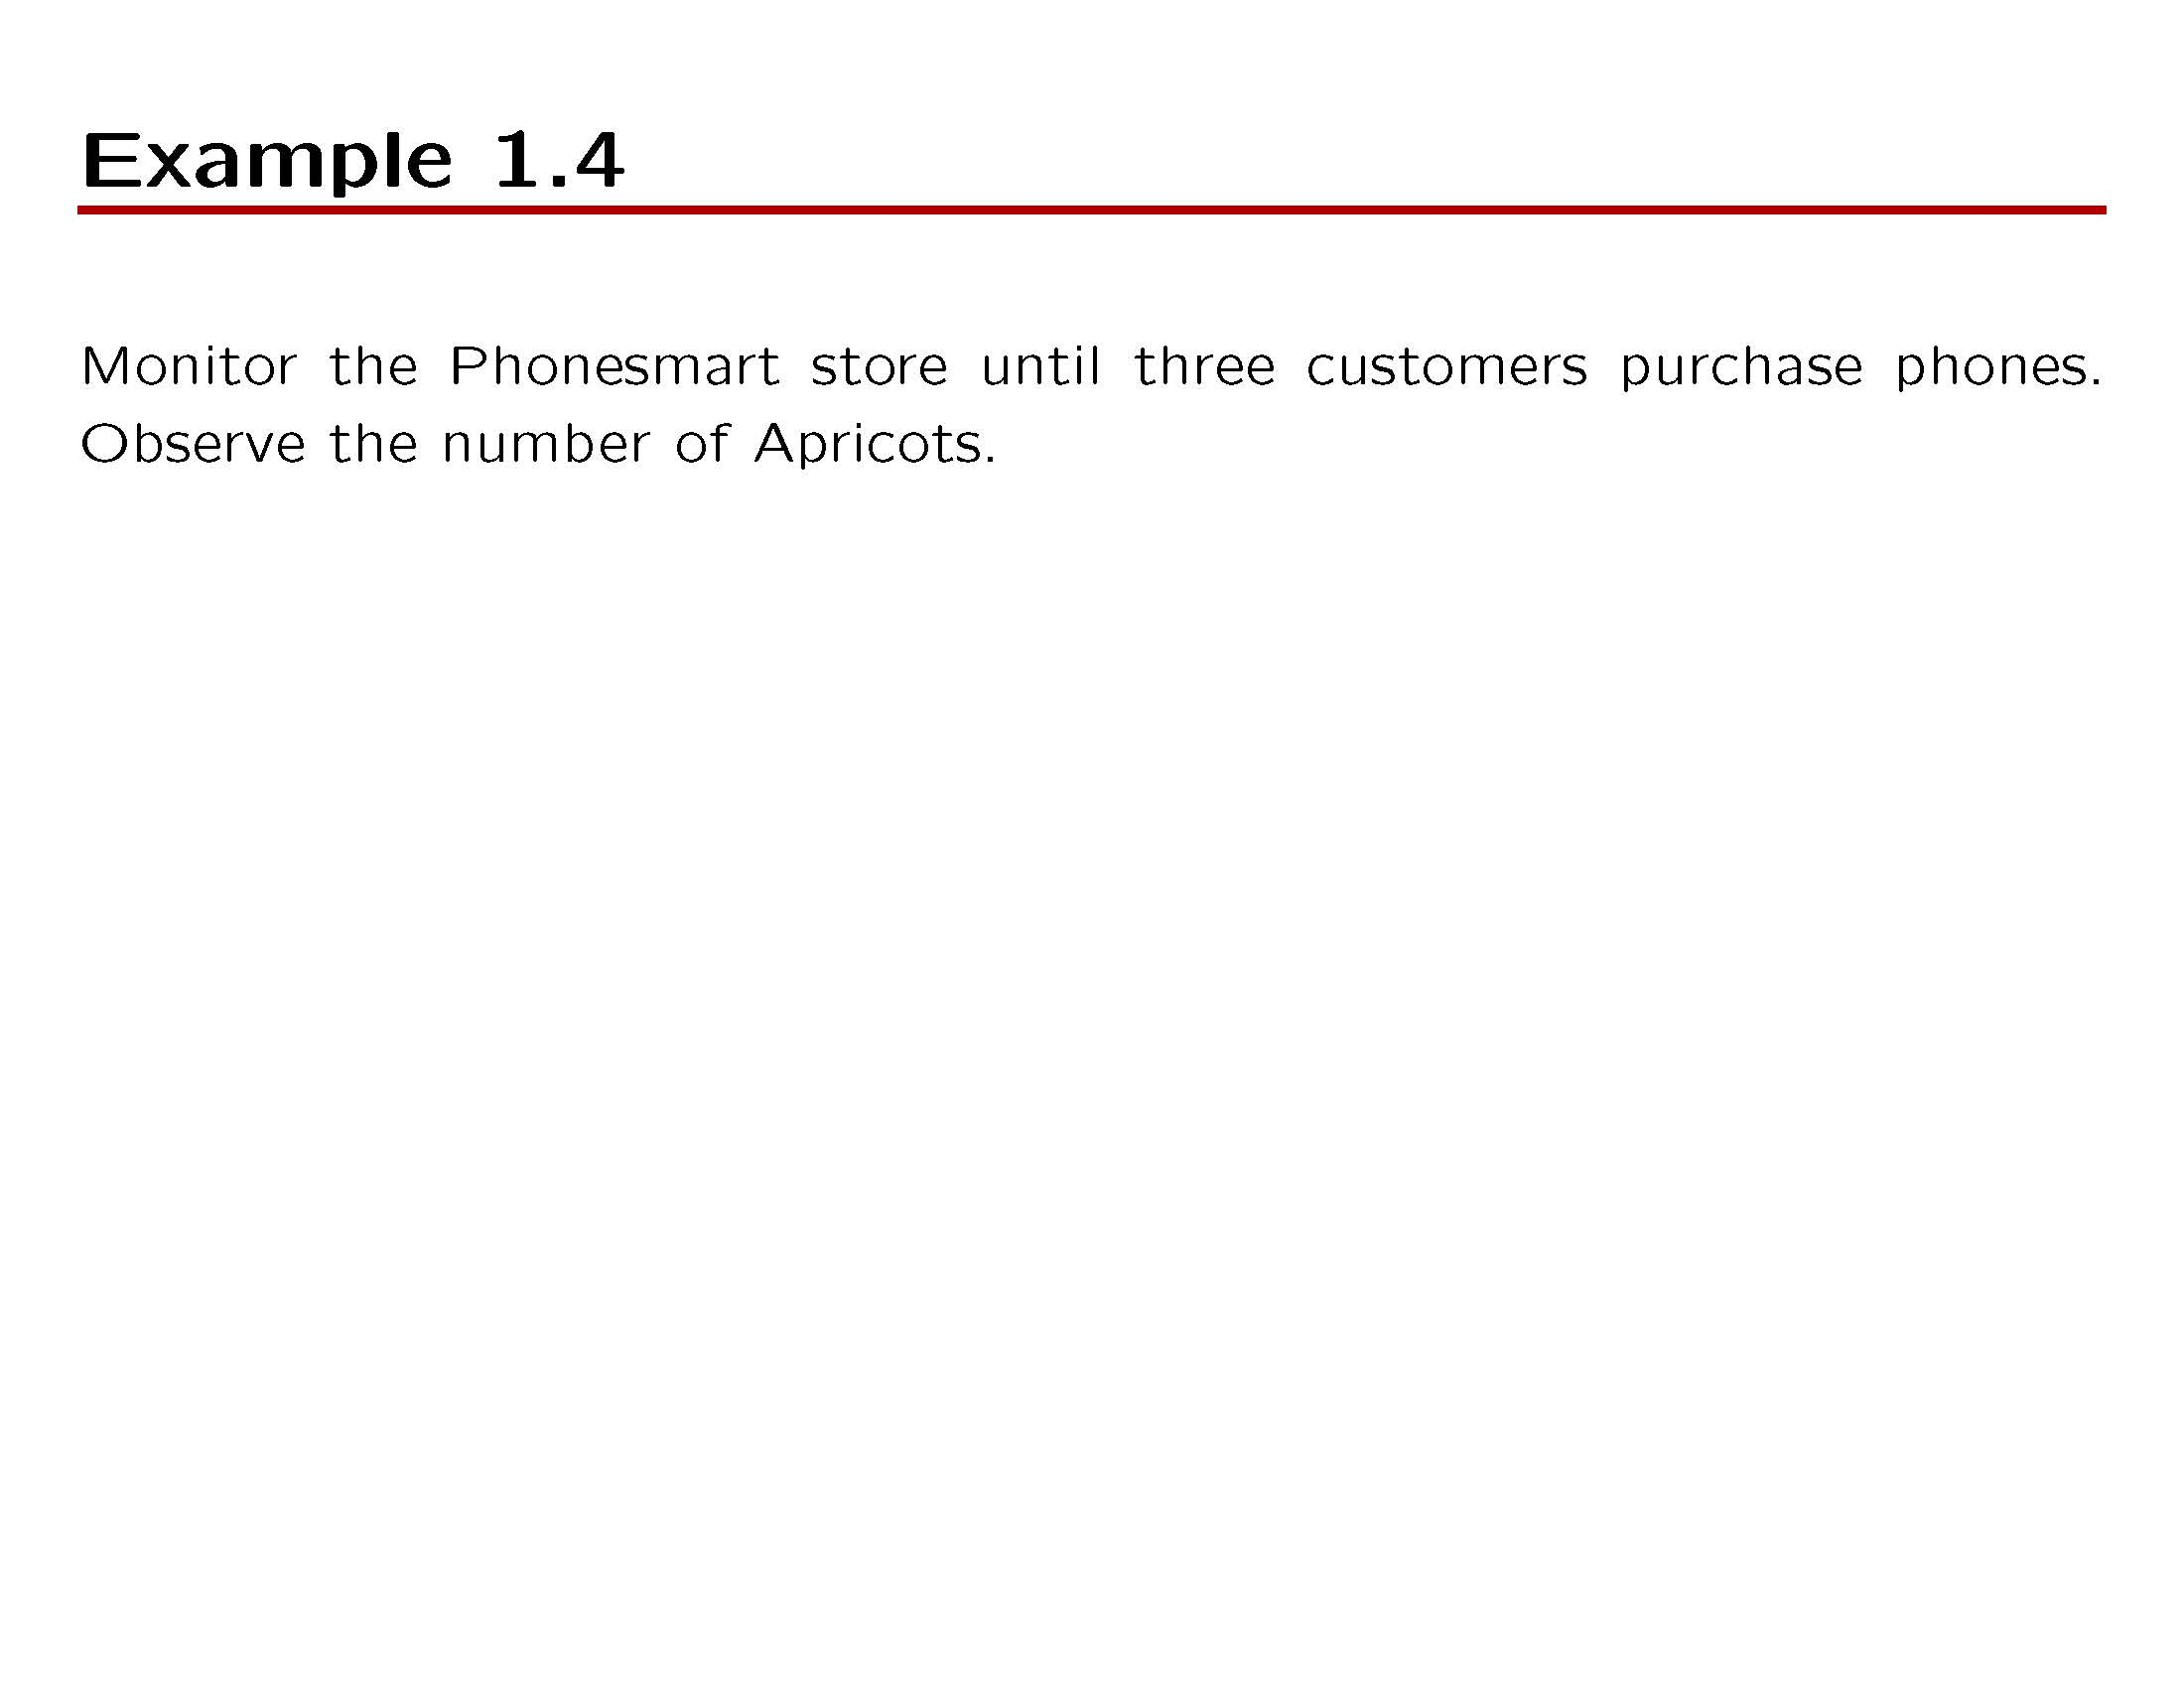 Example 1.4
Monitor the Phonesmart store until three customers purchase phones.
Observe the number of Apricots.